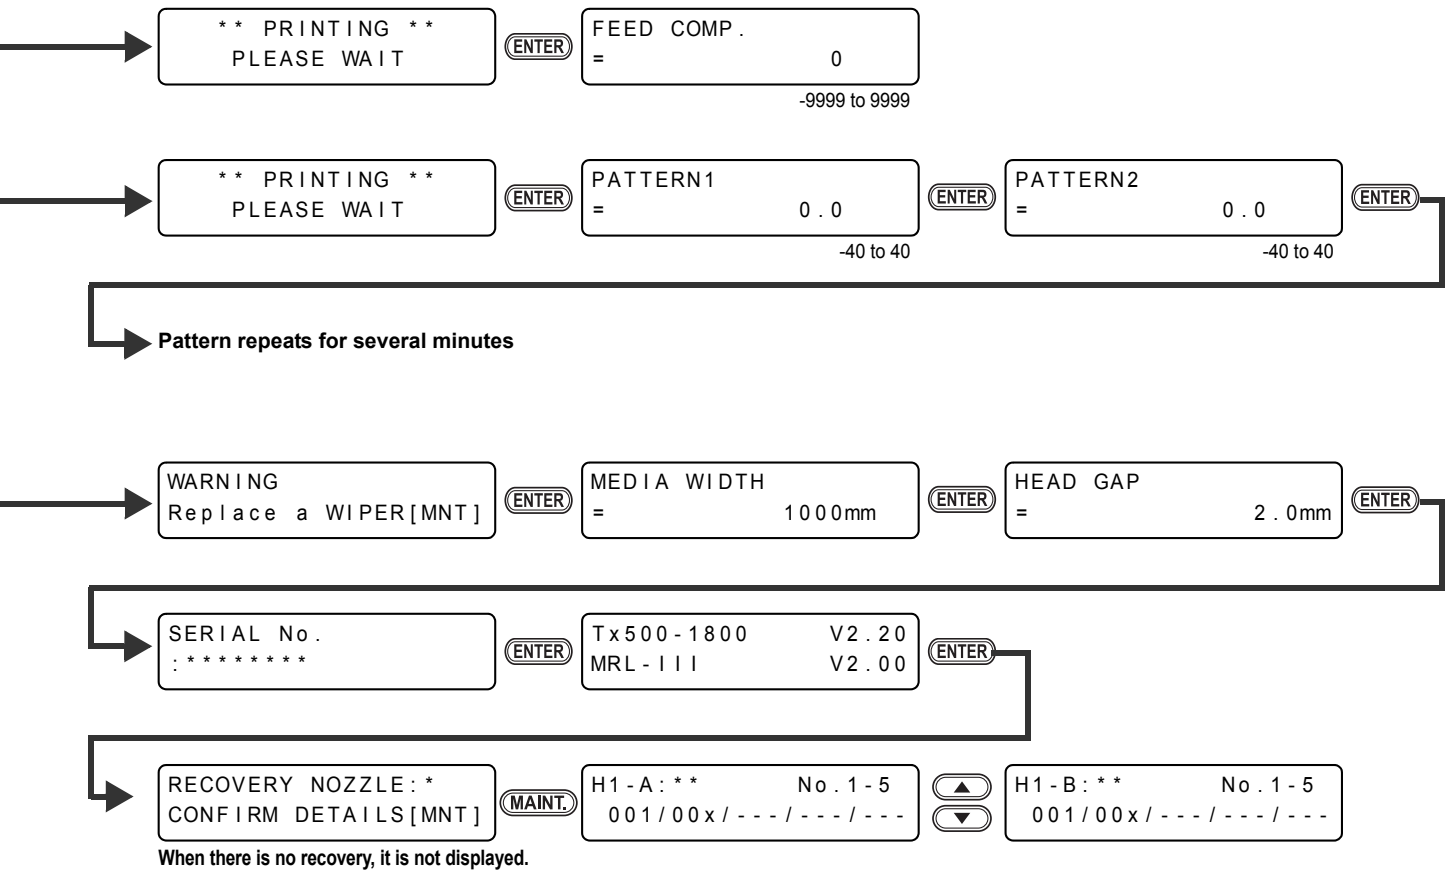 ** PRINTING **
PLEASE WAIT
ENTER
FEED COMP.
= 0
-9999 to 9999
** PRINTING **
PLEASE WAIT
ENTER
PATTERN1
= 0.0
-40 to 40
ENTER
PATTERN2
= 0.0
-40 to 40
ENTER
Pattern repeats for several minutes
WARNING
Replace a WIPER[MNT]
ENTER
MEDIA WIDTH
= 1000mm
ENTER
HEAD GAP
= 2.0mm
ENTER
SERIAL No.
:********
ENTER
Tx500-1800 V2.20
MRL-III V2.00
ENTER
RECOVERY NOZZLE:*
CONFIRM DETAILS[MNT]
When there is no recovery, it is not displayed.
MAINT.
H1-A:** No.1-5
001/00x/---/---/---
H1-B:** No.1-5
001/00x/---/---/---